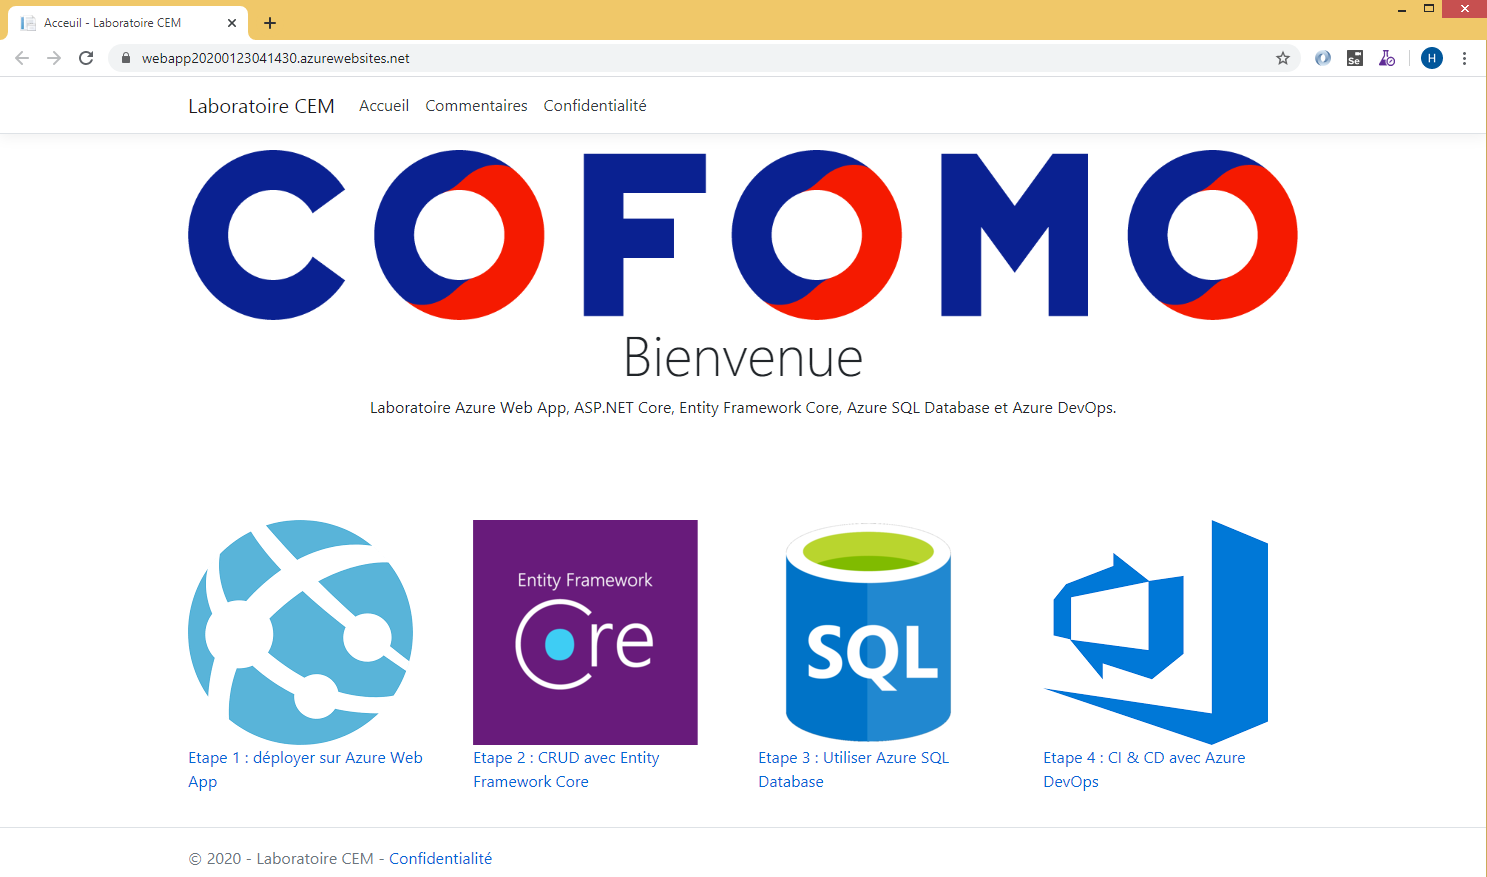 Acceuil - Laboratoire CEM
webapp20200123041430.azurewebsites.net
Se
H
Laboratoire CEM Accueil Commentaires Confidentialité
COFOMO
Bienvenue
Laboratoire Azure Web App, ASP.NET Core, Entity Framework Core, Azure SQL Database et Azure DevOps.
Entity Framework
Core
SQL
Etape 1 : déployer sur Azure Web
App
Etape 2 : CRUD avec Entity
Framework Core
Etape 3 : Utiliser Azure SQL
Database
Etape 4 : CI & CD avec Azure
DevOps
© 2020 - Laboratoire CEM - Confidentialité